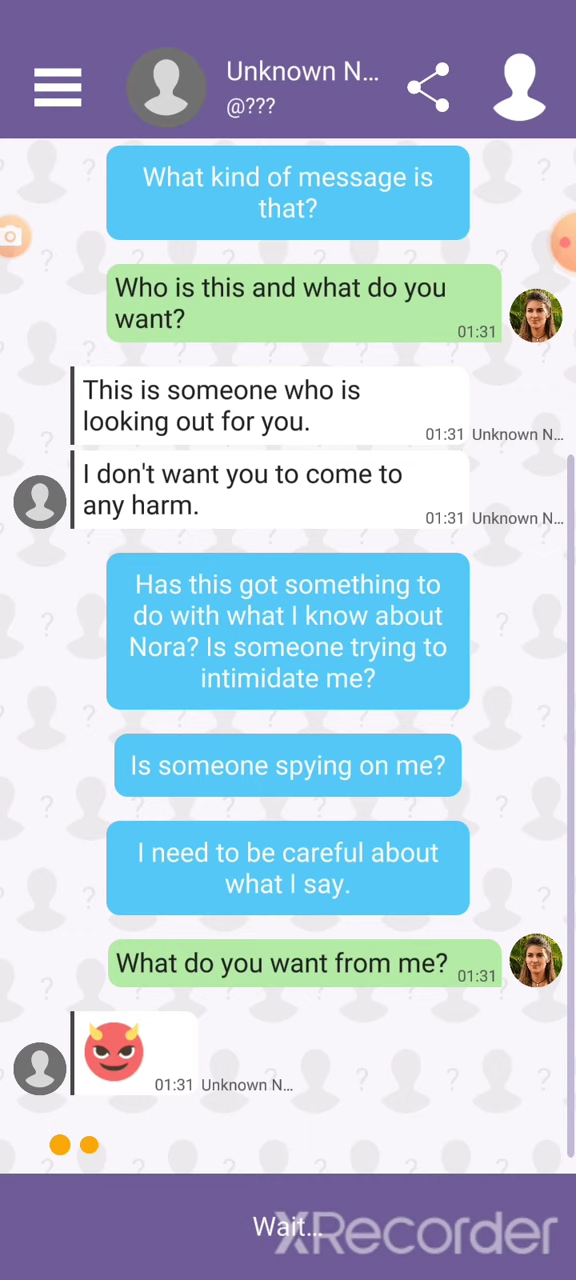 Unknown N...
@???
What kind of message is
that?
Who is this and what do you
want?
01:31
This is someone who is
looking out for you.
01:31 Unknown N...
I don't want you to come to
any harm.
01:31 Unknown N...
Has this got something to
do with what I know about
Nora? Is someone trying to
intimidate me?
Is someone spying on me?
I need to be careful about
what I say.
What do you want from me?
01:31
01:31 Unknown N...
Wait...
XRecorder